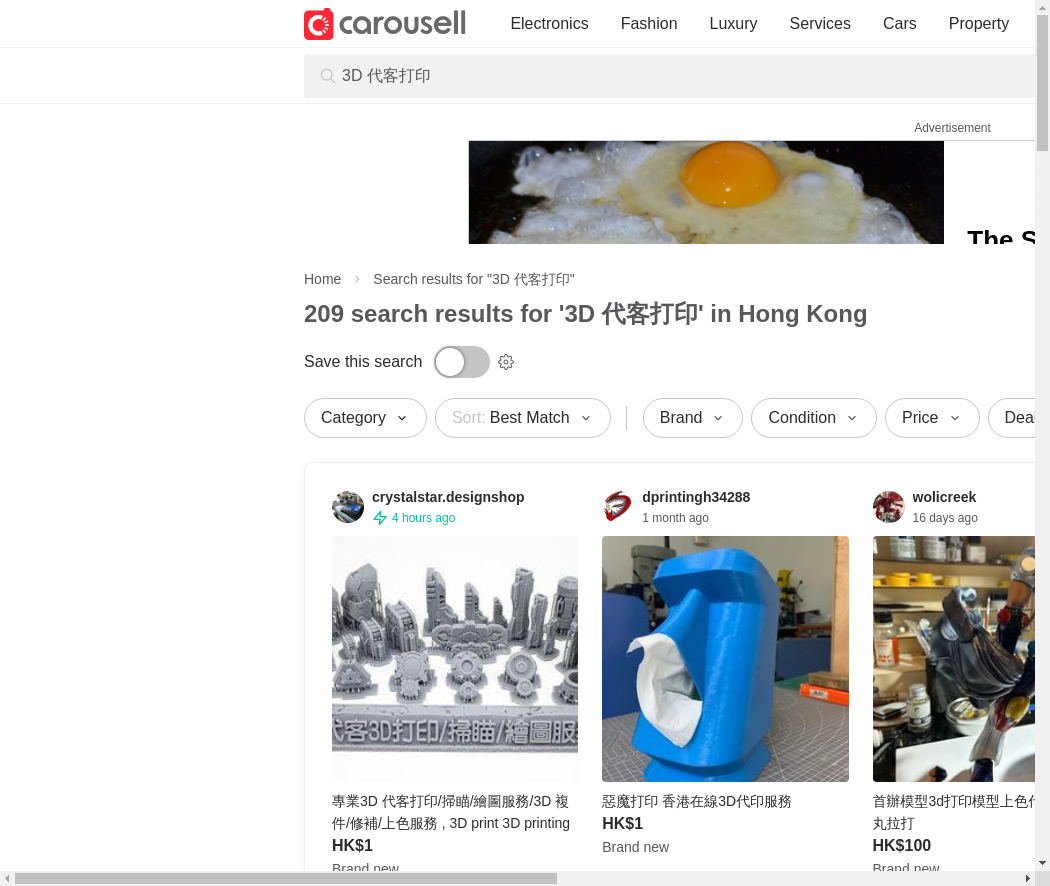 carousell
Electronics Fashion Luxury Services Cars Property
3D 代客打印
Advertisement
The S
Home Search results for "3D 代客打印"
209 search results for '3D 代客打印' in Hong Kong
Save this search
Category Sort: Best Match Brand Condition Price Deal
crystalstar.designshop
4 hours ago
代客3D打印/掃瞄/繪圖服
專業3D 代客打印/掃瞄/繪圖服務/3D 複
件/修補/上色服務 , 3D print 3D printing
HK$1
Brand new
dprintingh34288
1 month ago
惡魔打印 香港在線3D代印服務
HK$1
Brand new
wolicreek
16 days ago
首辦模型3d打印模型上色代
丸拉打
HK$100
Brand new